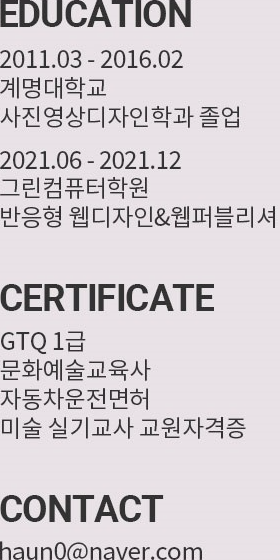 EDUCATION
2011.03 - 2016.02
계명대학교
사진영상디자인학과 졸업
2021.06 - 2021.12
그린컴퓨터학원
반응형 웹디자인&웹퍼블리셔
CERTIFICATE
GTQ 1급
문화예술교육사
자동차운전면허
미술 실기교사 교원자격증
CONTACT
haun0@naver.com